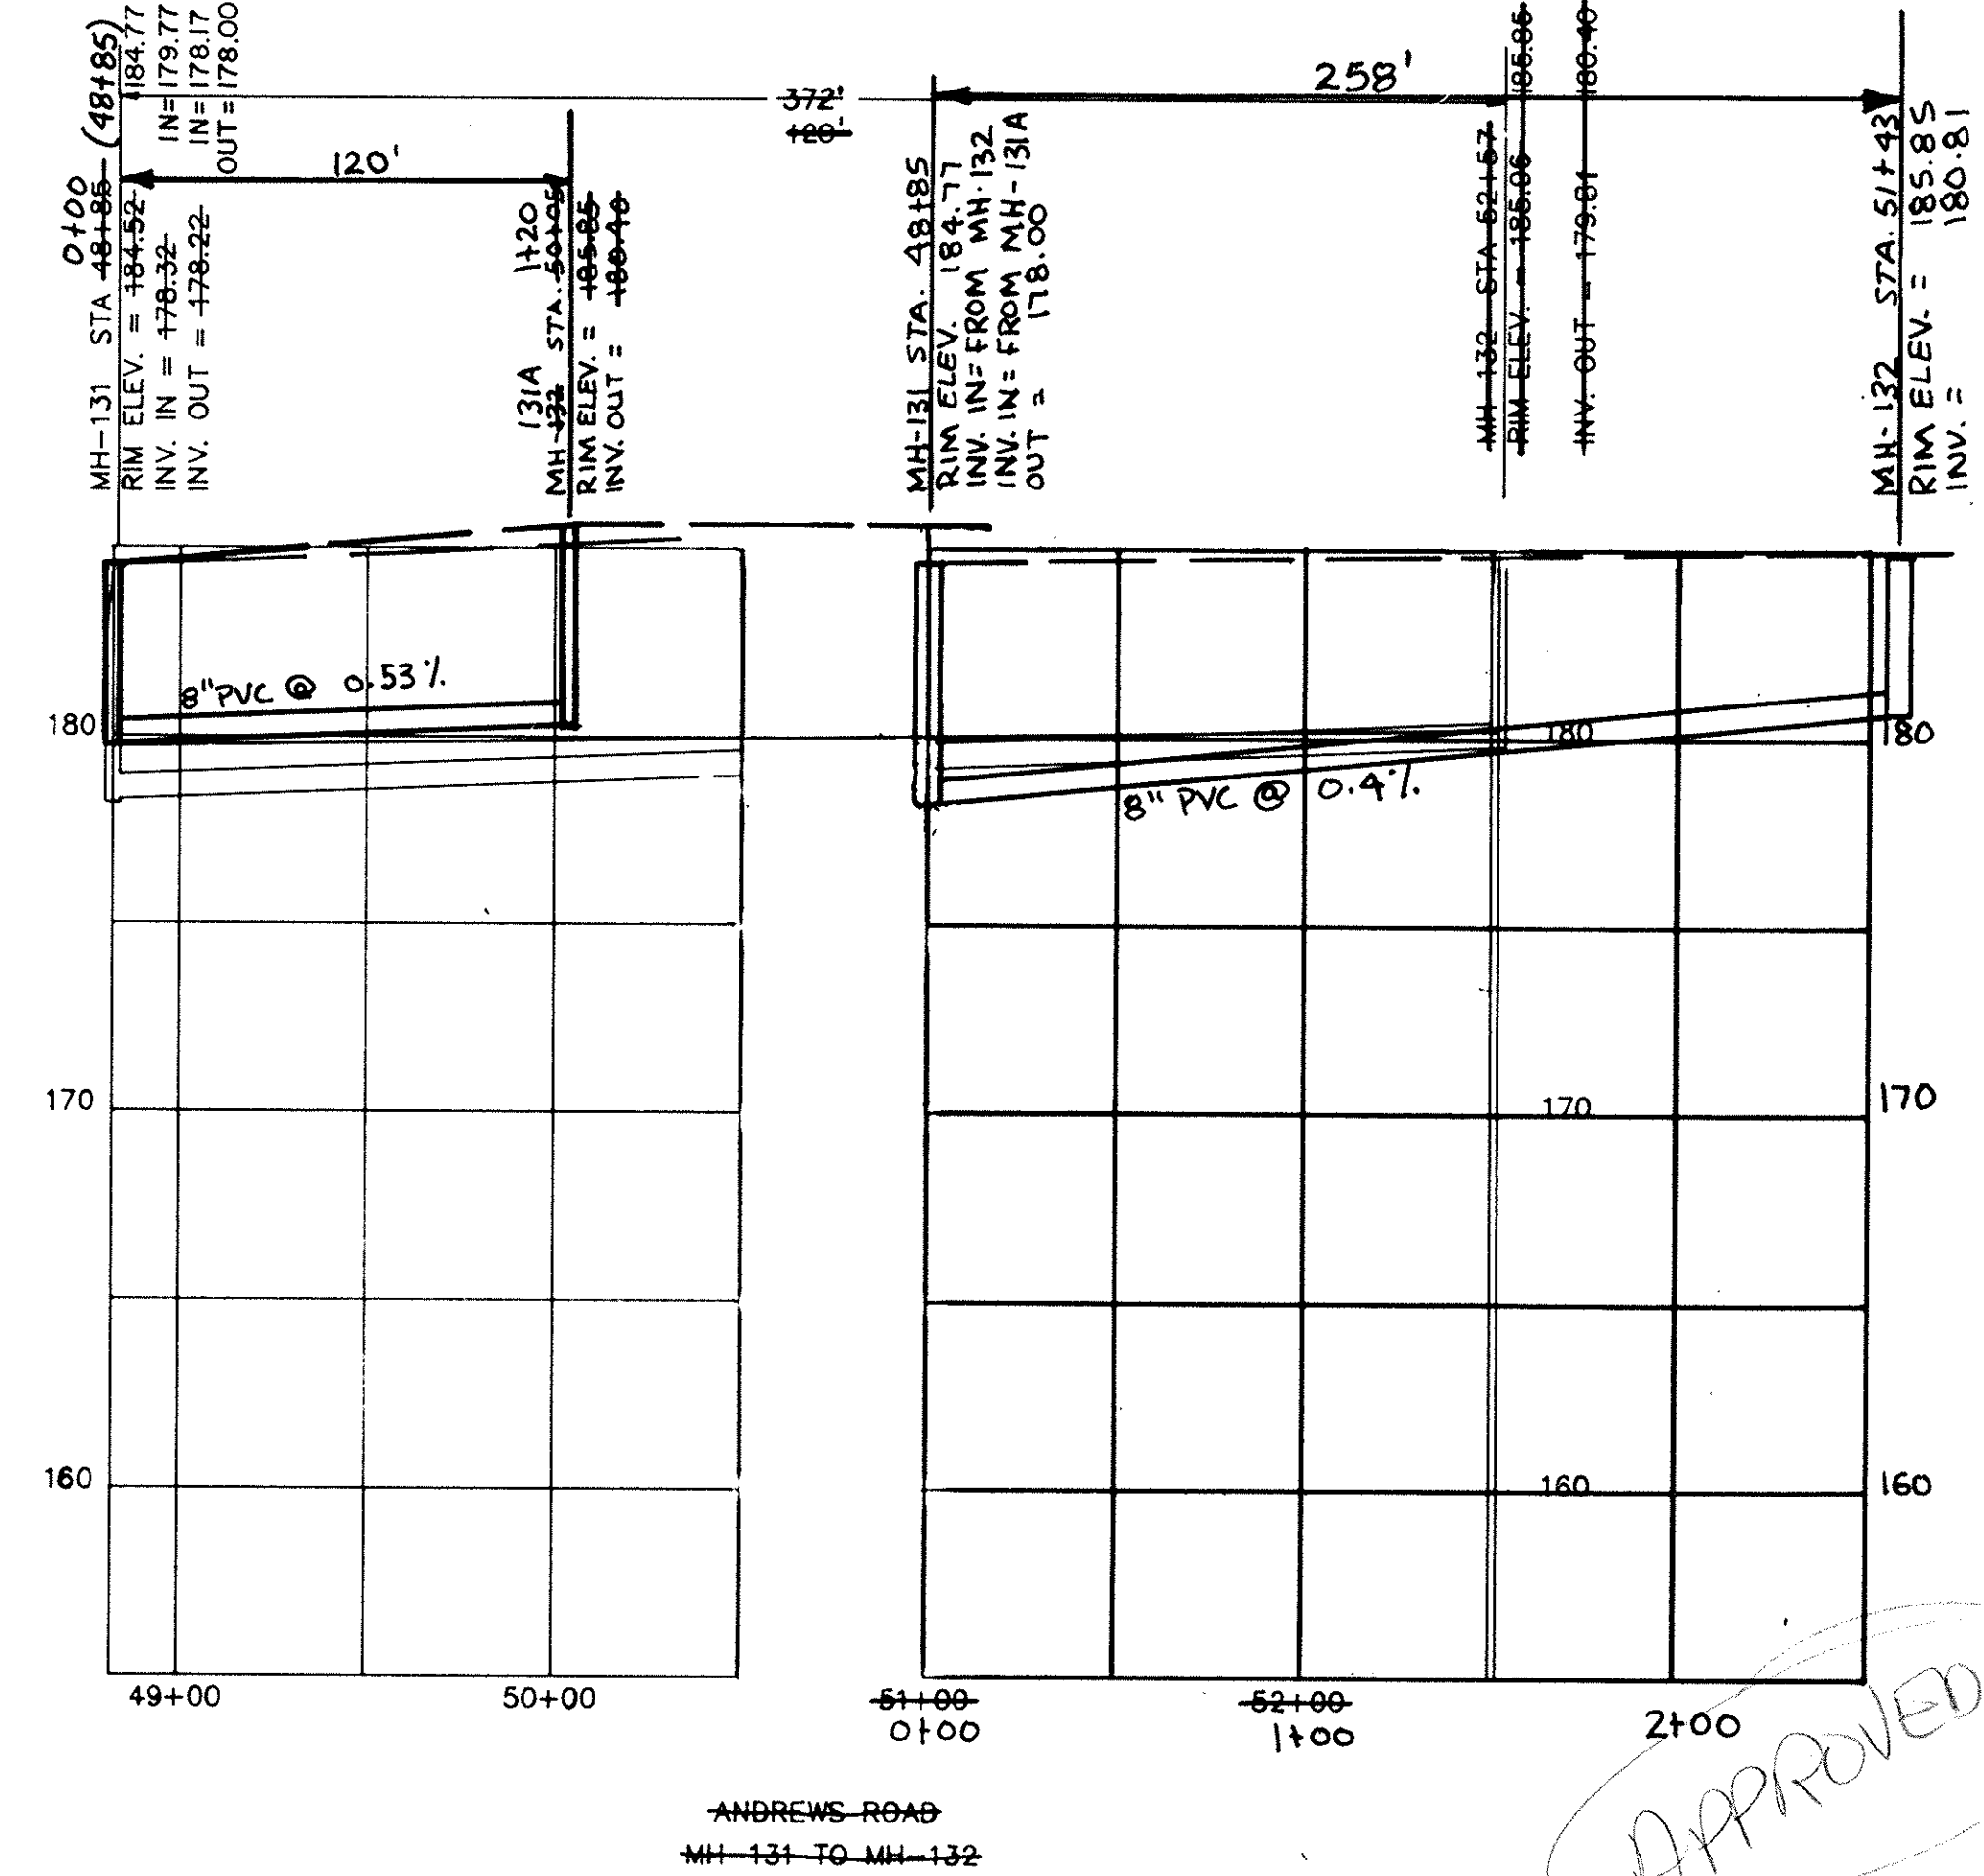 0+00
MH-131 STA 48+85 (48+85)
RIM ELEV. = 184.52 184.77
INV. IN = 178.32 IN=179.77
INV. OUT = 178.22 IN=178.17
OUT=178.00
120'
372'
120'
258'
131A 1+20
MH-132 STA. 50+05
RIM ELEV. = 185.85
INV. OUT = 180.40
MH-131 STA. 48+85
RIM ELEV. 184.77
INV. IN= FROM MH-132
INV. IN= FROM MH-131A
OUT = 178.00
MH-132 STA 52+57
RIM ELEV. = 185.06 185.85
INV. OUT = 179.81 180.40
MH-132 STA. 51+43
RIM ELEV. = 185.85
INV. = 180.81
8" PVC @ 0.53%
8" PVC @ 0.4%
180 180 180
170 170 170
160 160 160
49+00 50+00 51+00 52+00
0+00 1+00 2+00
ANDREWS ROAD
MH-131 TO MH-132
APPROVED